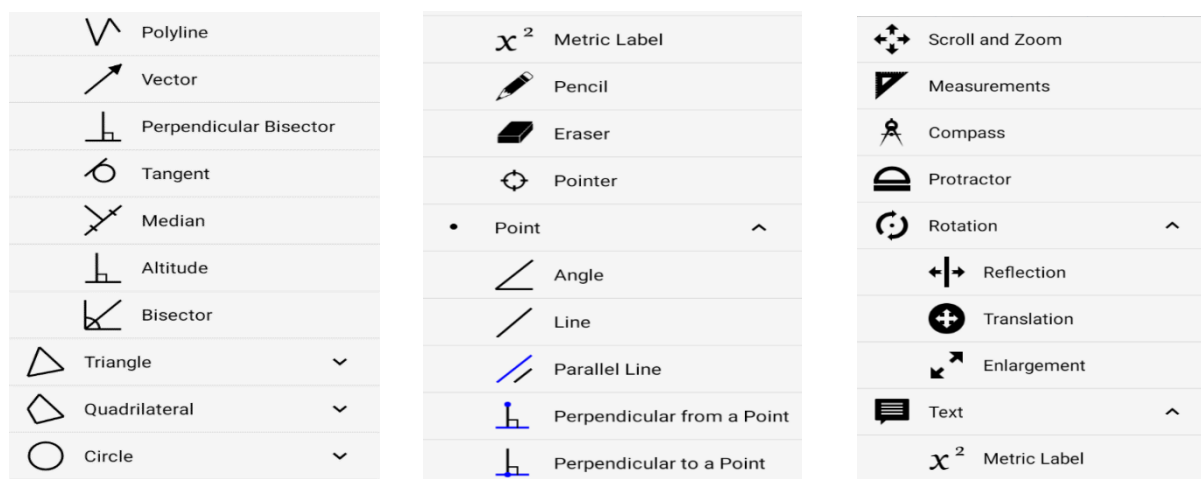 Polyline
Vector
Perpendicular Bisector
Tangent
Median
Altitude
Bisector
Triangle
Quadrilateral
Circle
x² Metric Label
Pencil
Eraser
Pointer
Point
Angle
Line
Parallel Line
Perpendicular from a Point
Perpendicular to a Point
Scroll and Zoom
Measurements
Compass
Protractor
Rotation
Reflection
Translation
Enlargement
Text
x² Metric Label